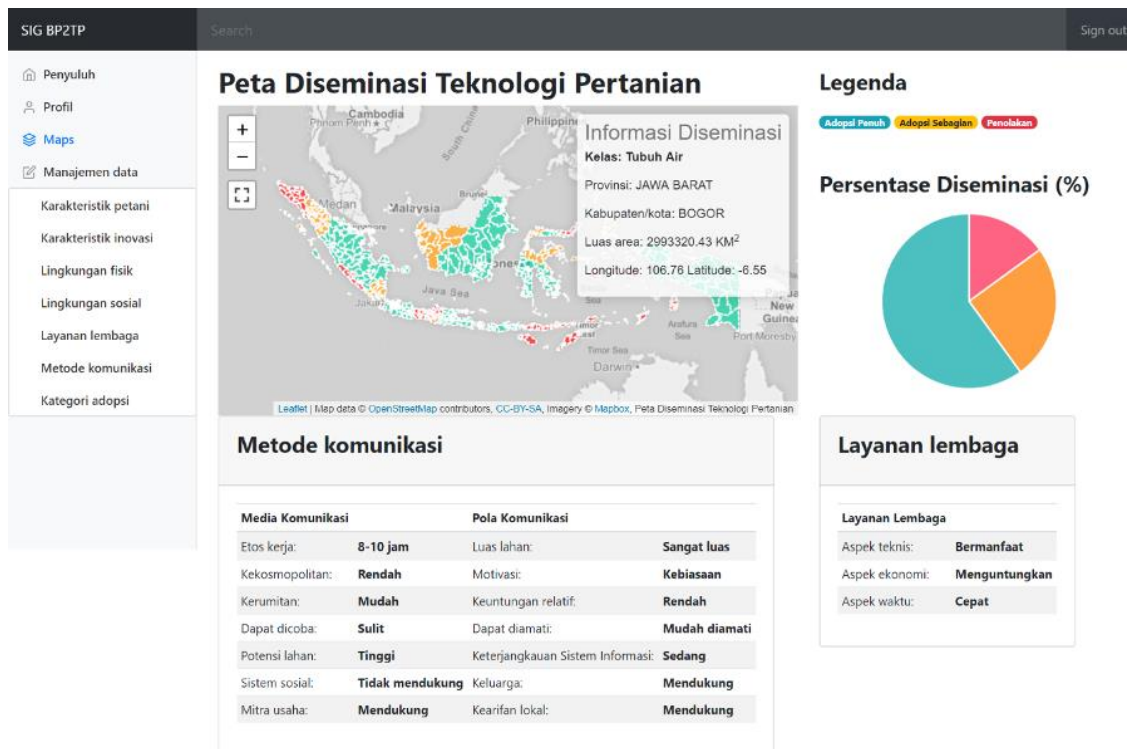 SIG BP2TP
Search
Sign out
Penyuluh
Profil
Maps
Manajemen data
Karakteristik petani
Karakteristik inovasi
Lingkungan fisik
Lingkungan sosial
Layanan lembaga
Metode komunikasi
Kategori adopsi
Peta Diseminasi Teknologi Pertanian
+
−
Cambodia
Phnom Penh
South China
Philippine
Medan
Malaysia
Brunei
Java Sea
Jakarta
Arafura
Sea
Timor Sea
Darwin
New
Guinea
Port Moresby
Informasi Diseminasi
Kelas: Tubuh Air
Provinsi: JAWA BARAT
Kabupaten/kota: BOGOR
Luas area: 2993320.43 KM²
Longitude: 106.76 Latitude: -6.55
Leaflet | Map data © OpenStreetMap contributors, CC-BY-SA, Imagery © Mapbox, Peta Diseminasi Teknologi Pertanian
Legenda
Adopsi Penuh Adopsi Sebagian Penolakan
Persentase Diseminasi (%)
Metode komunikasi
Media Komunikasi Pola Komunikasi
Etos kerja: 8-10 jam Luas lahan: Sangat luas
Kekosmopolitan: Rendah Motivasi: Kebiasaan
Kerumitan: Mudah Keuntungan relatif: Rendah
Dapat dicoba: Sulit Dapat diamati: Mudah diamati
Potensi lahan: Tinggi Keterjangkauan Sistem Informasi: Sedang
Sistem sosial: Tidak mendukung Keluarga: Mendukung
Mitra usaha: Mendukung Kearifan lokal: Mendukung
Layanan lembaga
Layanan Lembaga
Aspek teknis: Bermanfaat
Aspek ekonomi: Menguntungkan
Aspek waktu: Cepat